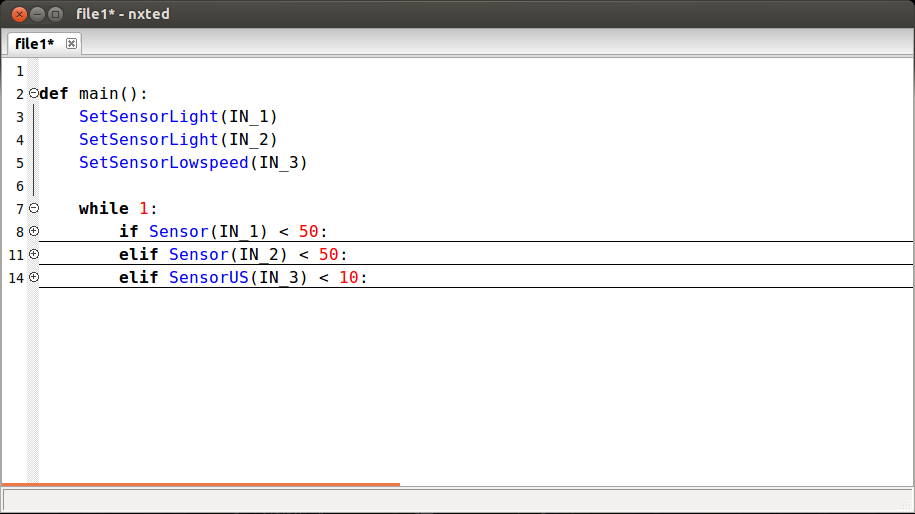 file1* - nxted
file1*
1
2 def main():
3     SetSensorLight(IN_1)
4     SetSensorLight(IN_2)
5     SetSensorLowspeed(IN_3)
6
7     while 1:
8         if Sensor(IN_1) < 50:
11         elif Sensor(IN_2) < 50:
14         elif SensorUS(IN_3) < 10: